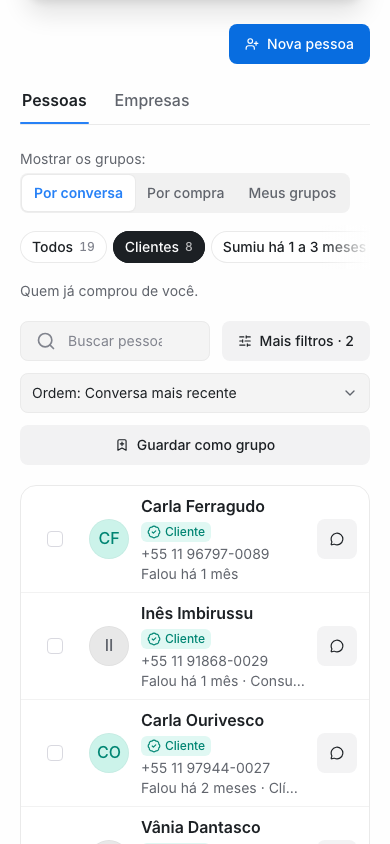 Nova pessoa
Pessoas Empresas
Mostrar os grupos:
Por conversa Por compra Meus grupos
Todos 19 Clientes 8 Sumiu há 1 a 3 meses
Quem já comprou de você.
Buscar pessoa Mais filtros · 2
Ordem: Conversa mais recente
Guardar como grupo
Carla Ferragudo
CF
Cliente
+55 11 96797-0089
Falou há 1 mês
Inês Imbirussu
II
Cliente
+55 11 91868-0029
Falou há 1 mês · Consu...
Carla Ourivesco
CO
Cliente
+55 11 97944-0027
Falou há 2 meses · Clí...
Vânia Dantasco